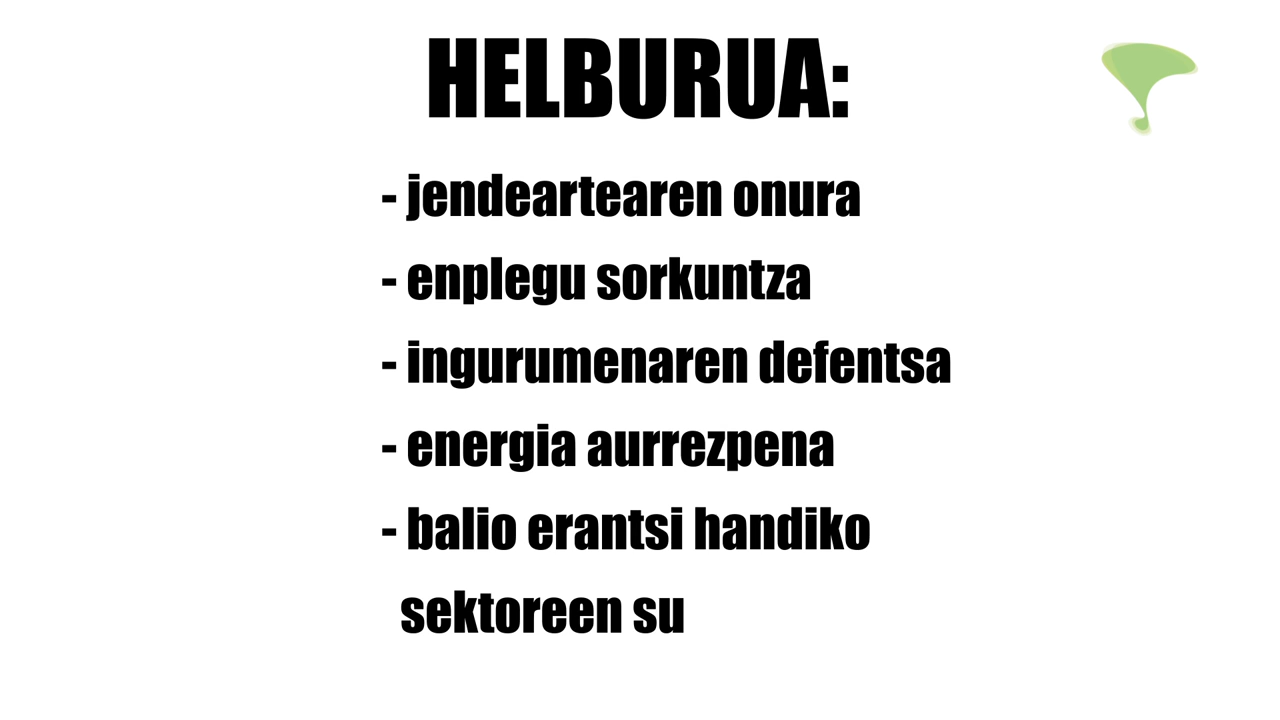 HELBURUA:
- jendeartearen onura
- enplegu sorkuntza
- ingurumenaren defentsa
- energia aurrezpena
- balio erantsi handiko
sektoreen su